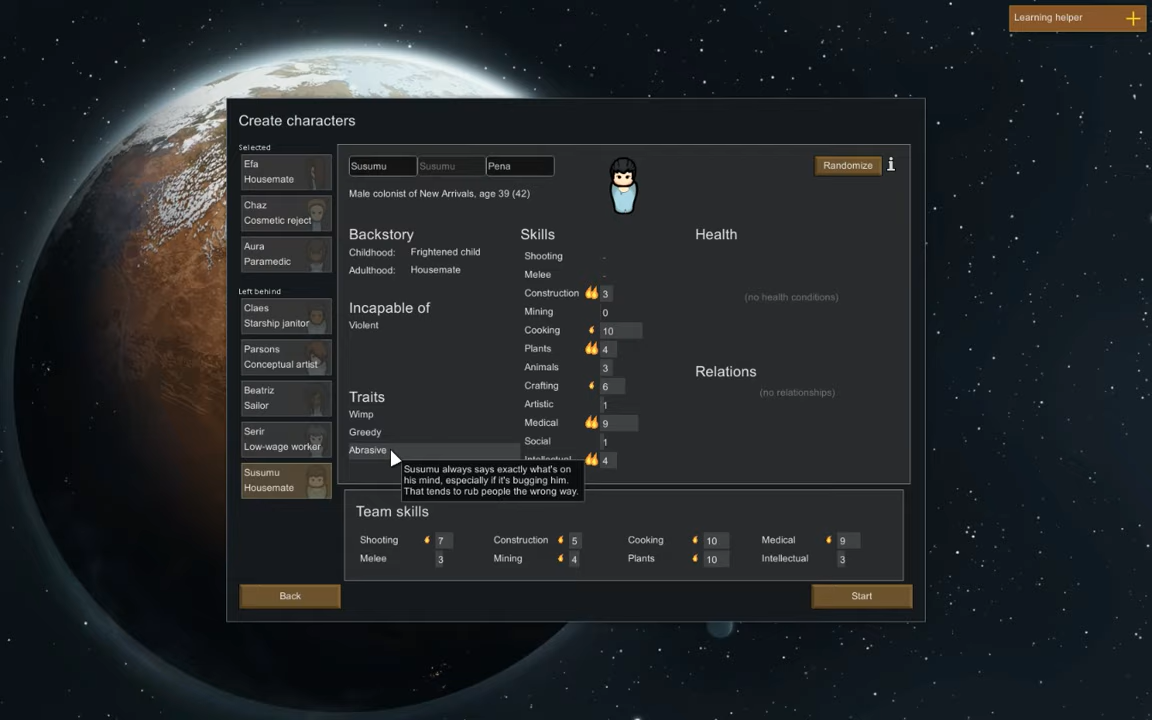 Learning helper
Create characters
Selected
Efa
Housemate
Chaz
Cosmetic reject
Aura
Paramedic
Left behind
Claes
Starship janitor
Parsons
Conceptual artist
Beatriz
Sailor
Serir
Low-wage worker
Susumu
Housemate
Susumu Susumu Pena
Randomize
Male colonist of New Arrivals, age 39 (42)
Backstory
Childhood: Frightened child
Adulthood: Housemate
Incapable of
Violent
Traits
Wimp
Greedy
Abrasive
Susumu always says exactly what's on
his mind, especially if it's bugging him.
That tends to rub people the wrong way.
Skills
Shooting -
Melee -
Construction 3
Mining 0
Cooking 10
Plants 4
Animals 3
Crafting 6
Artistic 1
Medical 9
Social 1
Intellectual 4
Health
(no health conditions)
Relations
(no relationships)
Team skills
Shooting 7 Construction 5 Cooking 10 Medical 9
Melee 3 Mining 4 Plants 10 Intellectual 3
Back
Start